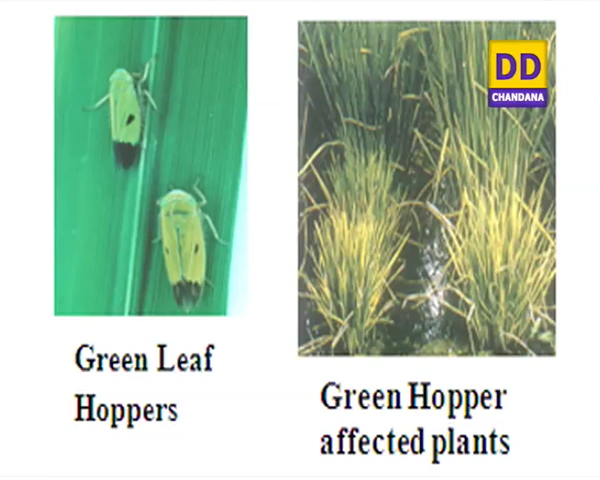 DD
CHANDANA
Green Leaf
Hoppers
Green Hopper
affected plants